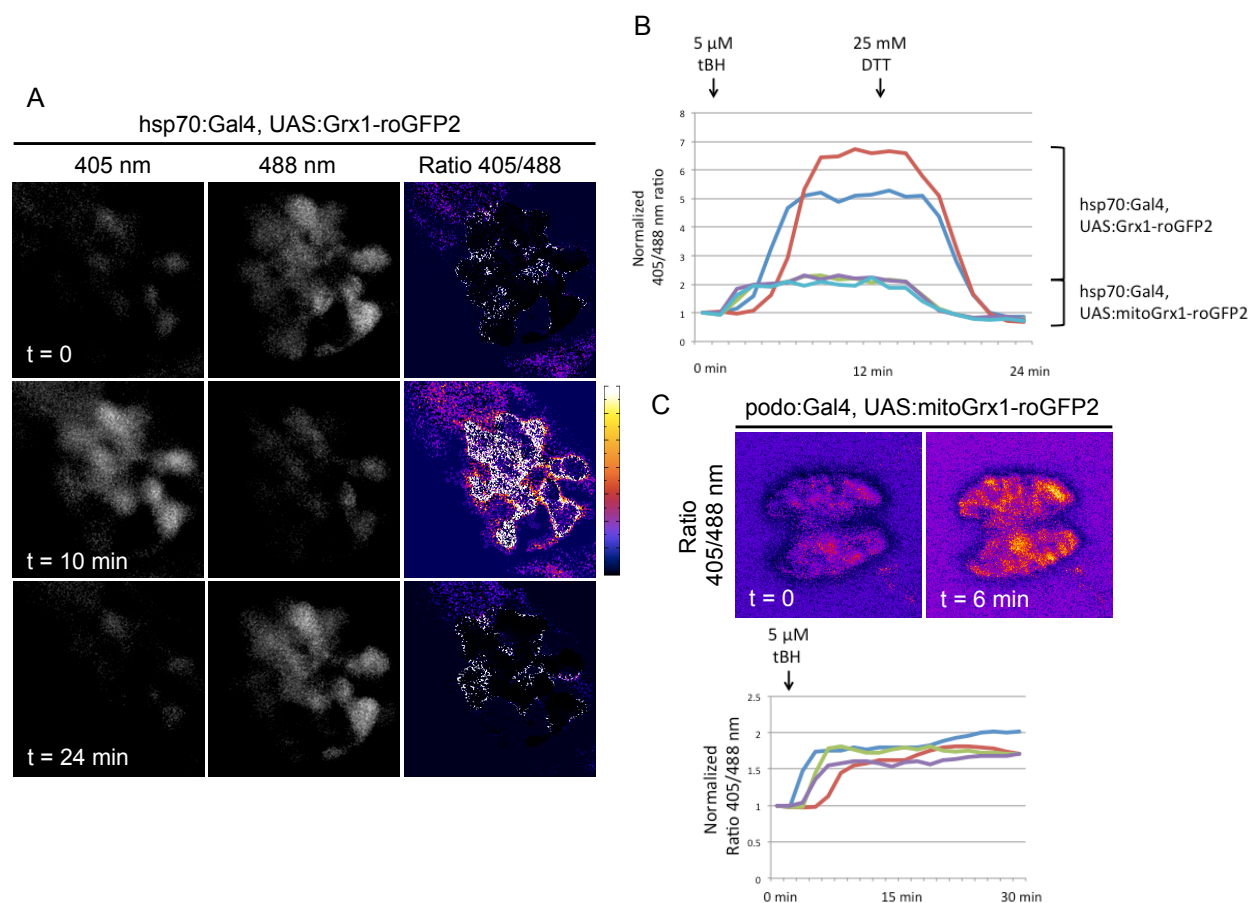 A
hsp70:Gal4, UAS:Grx1-roGFP2
405 nm
488 nm
Ratio 405/488
t = 0
t = 10 min
t = 24 min
B
5 µM
tBH
25 mM
DTT
Normalized
405/488 nm ratio
8
7
6
5
4
3
2
1
0
0 min
12 min
24 min
hsp70:Gal4,
UAS:Grx1-roGFP2
hsp70:Gal4,
UAS:mitoGrx1-roGFP2
C
podo:Gal4, UAS:mitoGrx1-roGFP2
Ratio
405/488 nm
t = 0
t = 6 min
5 µM
tBH
Normalized
Ratio 405/488 nm
2.5
2
1.5
1
0.5
0
0 min
15 min
30 min